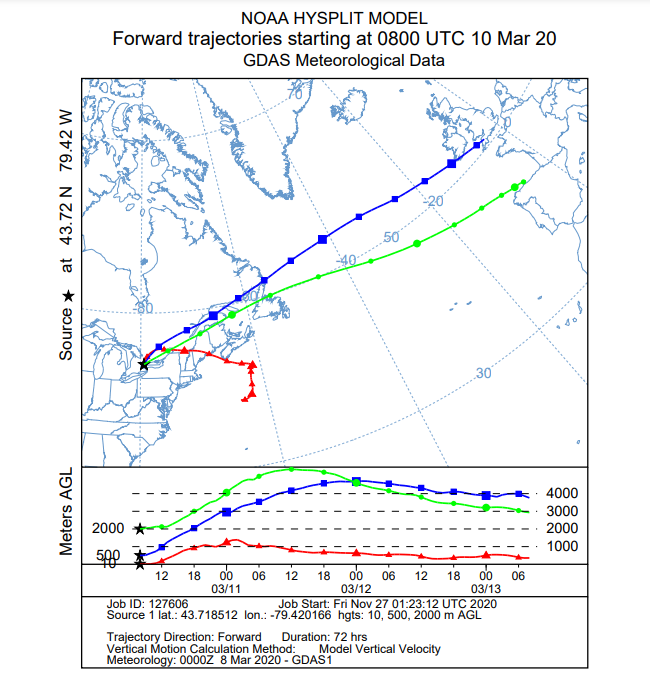 NOAA HYSPLIT MODEL
Forward trajectories starting at 0800 UTC 10 Mar 20
GDAS Meteorological Data
Source ★ at 43.72 N 79.42 W
70
-20
50
-40
-80
30
Meters AGL
4000
3000
2000 2000
1000
500
10
12 18 00 06 12 18 00 06 12 18 00 06
03/11 03/12 03/13
Job ID: 127606 Job Start: Fri Nov 27 01:23:12 UTC 2020
Source 1 lat.: 43.718512 lon.: -79.420166 hgts: 10, 500, 2000 m AGL
Trajectory Direction: Forward Duration: 72 hrs
Vertical Motion Calculation Method: Model Vertical Velocity
Meteorology: 0000Z 8 Mar 2020 - GDAS1